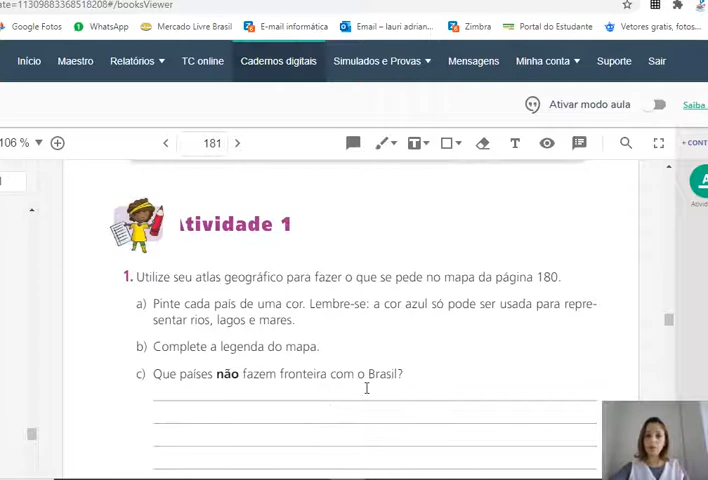 ate=11309883368518208#/booksViewer
Google Fotos WhatsApp Mercado Livre Brasil E-mail informática Email – lauri adrian... Zimbra Portal do Estudante Vetores gratis, fotos...
Início Maestro Relatórios TC online Cadernos digitais Simulados e Provas Mensagens Minha conta Suporte Sair
Ativar modo aula Saiba
106 % 181 + CONT
Ativid
Atividade 1
1. Utilize seu atlas geográfico para fazer o que se pede no mapa da página 180.
a) Pinte cada país de uma cor. Lembre-se: a cor azul só pode ser usada para repre-
sentar rios, lagos e mares.
b) Complete a legenda do mapa.
c) Que países não fazem fronteira com o Brasil?